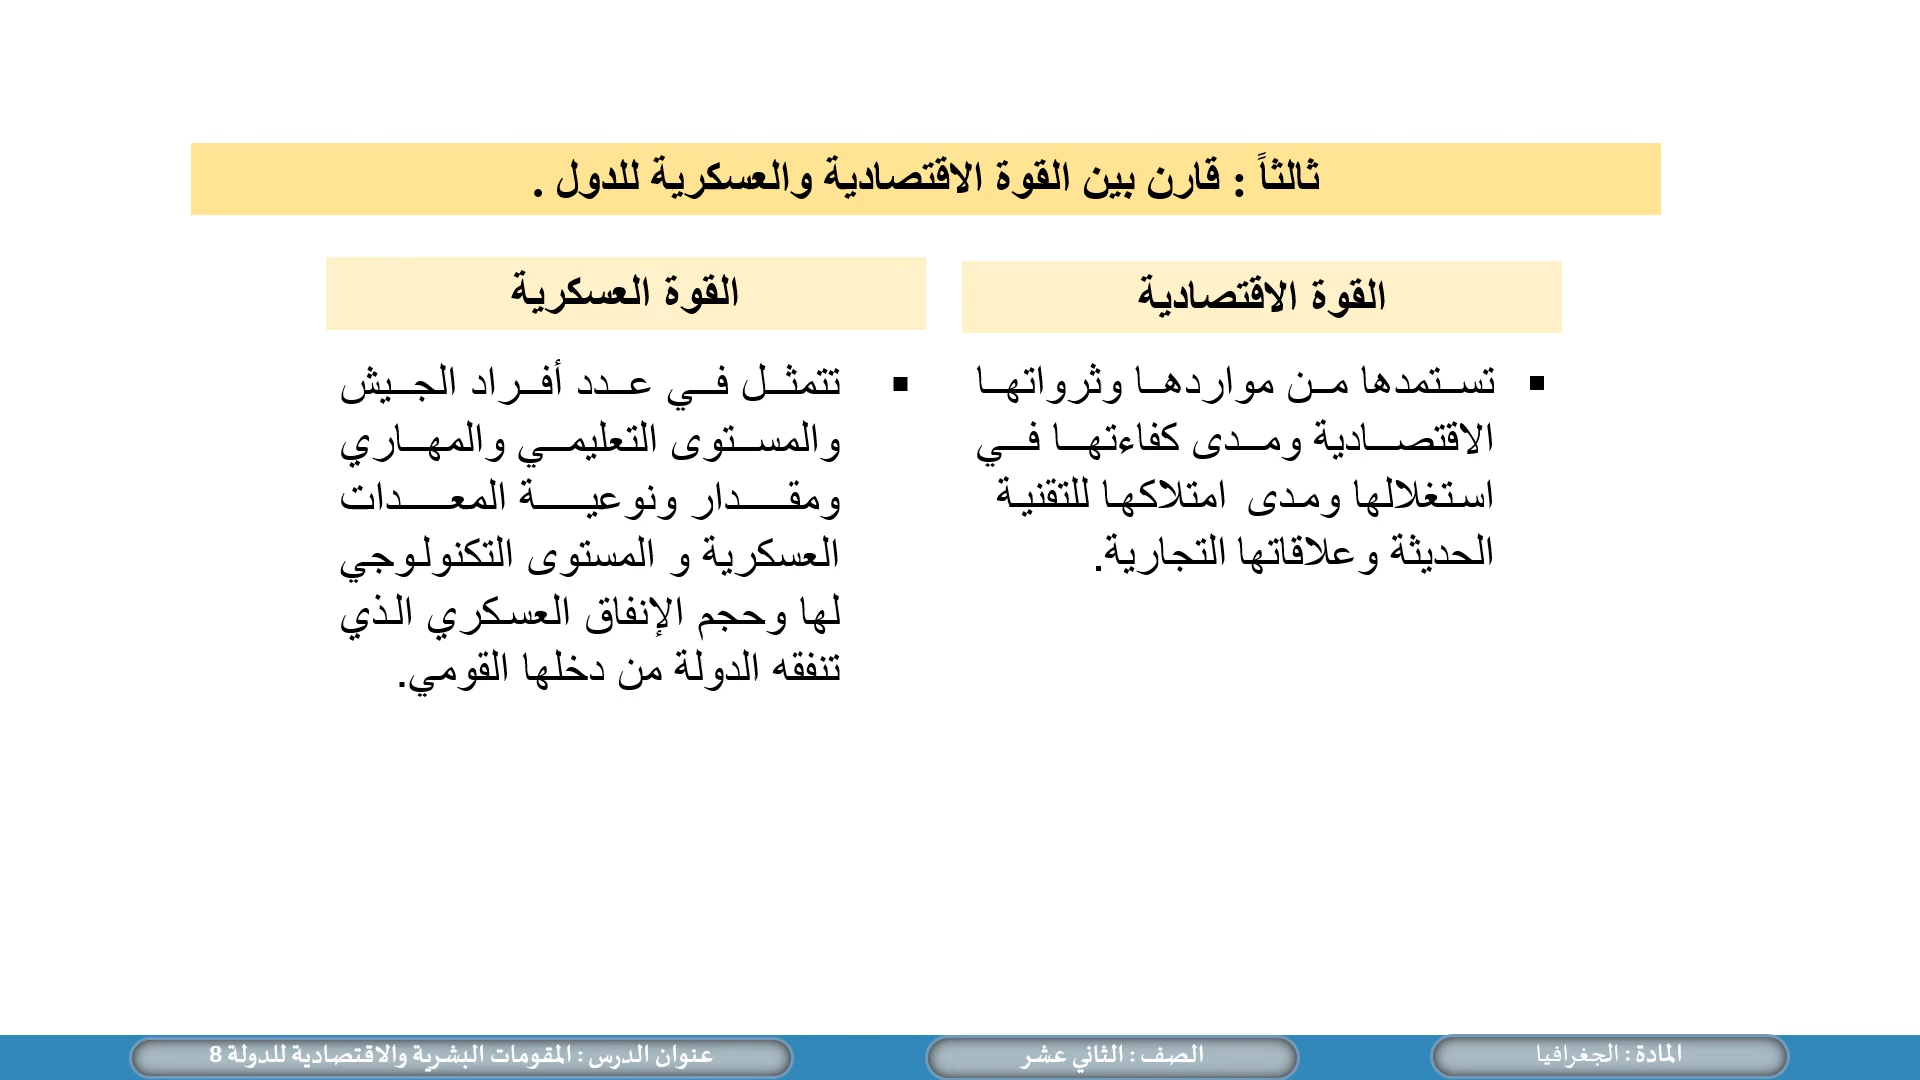 ثالثاً : قارن بين القوة الاقتصادية والعسكرية للدول .
القوة الاقتصادية
تستمدها من مواردها وثرواتها
الاقتصادية ومدى كفاءتها في
استغلالها ومدى امتلاكها للتقنية
الحديثة وعلاقاتها التجارية.
القوة العسكرية
تتمثل في عدد أفراد الجيش
والمستوى التعليمي والمهاري
ومقدار ونوعية المعدات
العسكرية و المستوى التكنولوجي
لها وحجم الإنفاق العسكري الذي
تنفقه الدولة من دخلها القومي.
المادة : الجغرافيا
الصف : الثاني عشر
عنوان الدرس : المقومات البشرية والاقتصادية للدولة 8